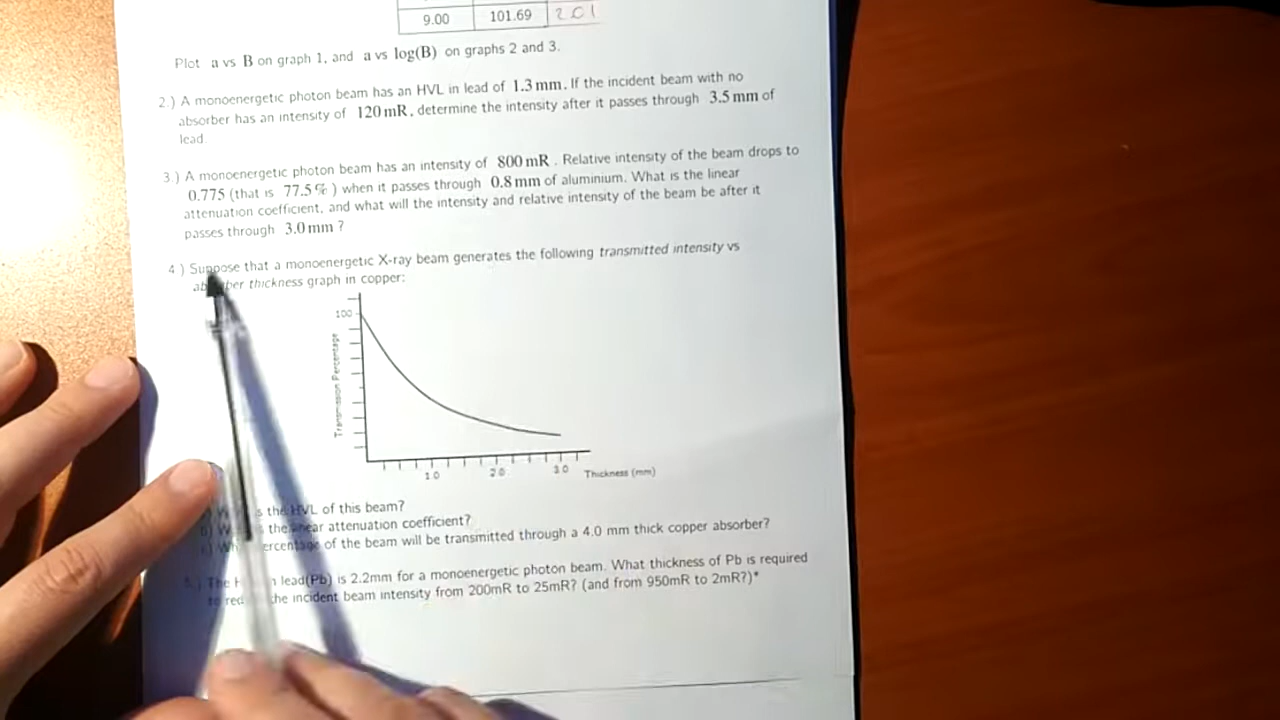 9.00 101.69 201
Plot a vs B on graph 1, and a vs log(B) on graphs 2 and 3.
2.) A monoenergetic photon beam has an HVL in lead of 1.3 mm. If the incident beam with no
absorber has an intensity of 120 mR, determine the intensity after it passes through 3.5 mm of
lead.
3.) A monoenergetic photon beam has an intensity of 800 mR. Relative intensity of the beam drops to
0.775 (that is 77.5% ) when it passes through 0.8 mm of aluminium. What is the linear
attenuation coefficient, and what will the intensity and relative intensity of the beam be after it
passes through 3.0 mm ?
4.) Suppose that a monoenergetic X-ray beam generates the following transmitted intensity vs
thickness graph in copper:
100
Transmission Percentage
1.0 2.0 3.0 Thickness (mm)
the HVL of this beam?
the linear attenuation coefficient?
of the beam will be transmitted through a 4.0 mm thick copper absorber?
The lead(Pb) is 2.2mm for a monoenergetic photon beam. What thickness of Pb is required
the incident beam intensity from 200mR to 25mR? (and from 950mR to 2mR?)*